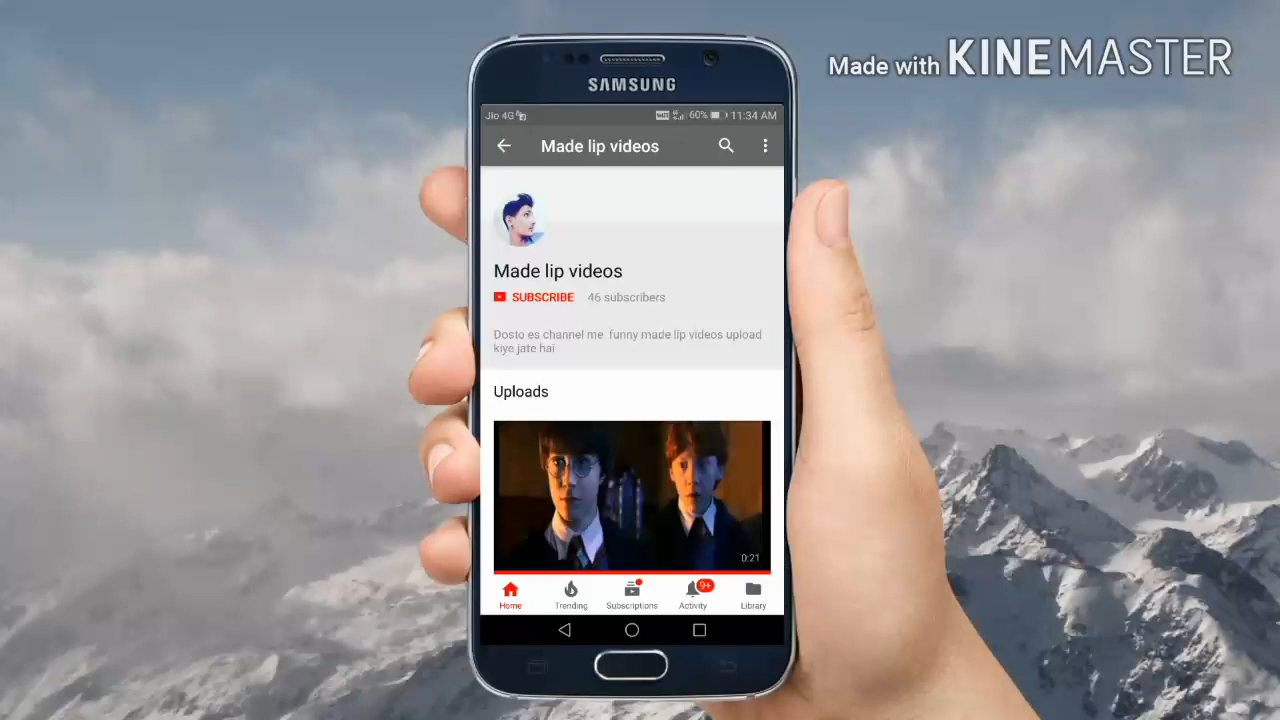 Made with KINEMASTER
SAMSUNG
Jio 4G 60% 11:34 AM
Made lip videos
Made lip videos
SUBSCRIBE 46 subscribers
Dosto es channel me funny made lip videos upload
kiye jate hai
Uploads
0:21
9+
Home Trending Subscriptions Activity Library